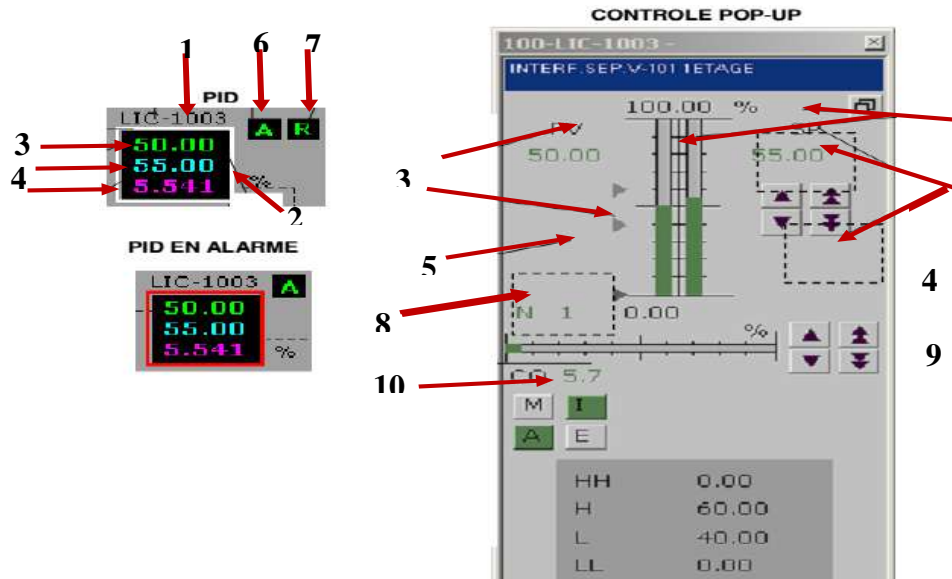 CONTROLE POP-UP
1 6 7
PID
LIC-1003 A R
3 50.00
4 55.00
5.541 %
2
PID EN ALARME
LIC-1003 A
50.00
55.00
5.541 %
100-LIC-1003 -
INTERF.SEP.V-101 1ETAGE
100.00 %
50.00 55.00
3
5
4
8
N 1 0.00
%
9
10
CO 5.7
M I
A E
HH 0.00
H 60.00
L 40.00
LL 0.00